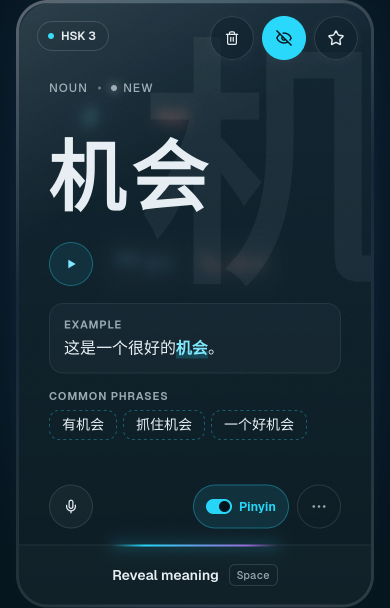 HSK 3
NOUN • NEW
机会
EXAMPLE
这是一个很好的机会。
COMMON PHRASES
有机会 抓住机会 一个好机会
Pinyin
Reveal meaning Space